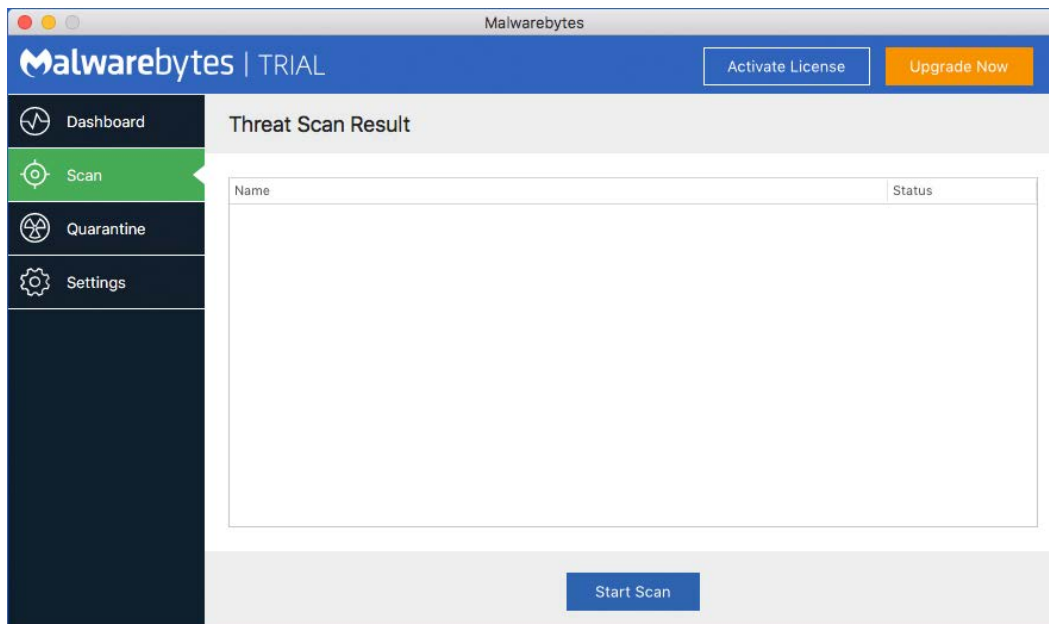 Malwarebytes
Malwarebytes | TRIAL
Activate License
Upgrade Now
Dashboard
Scan
Quarantine
Settings
Threat Scan Result
Name
Status
Start Scan